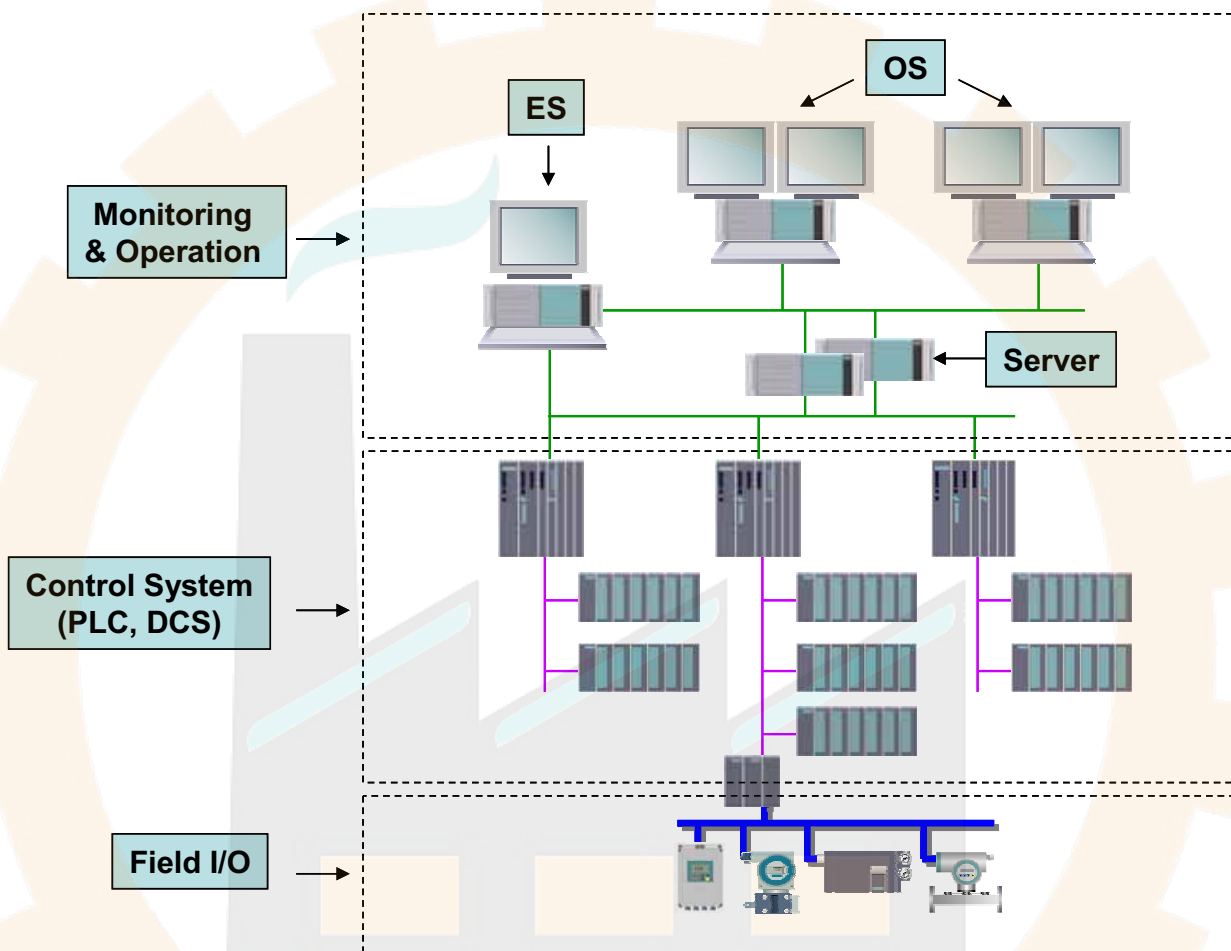 OS
ES
Monitoring
& Operation
Server
Control System
(PLC, DCS)
Field I/O